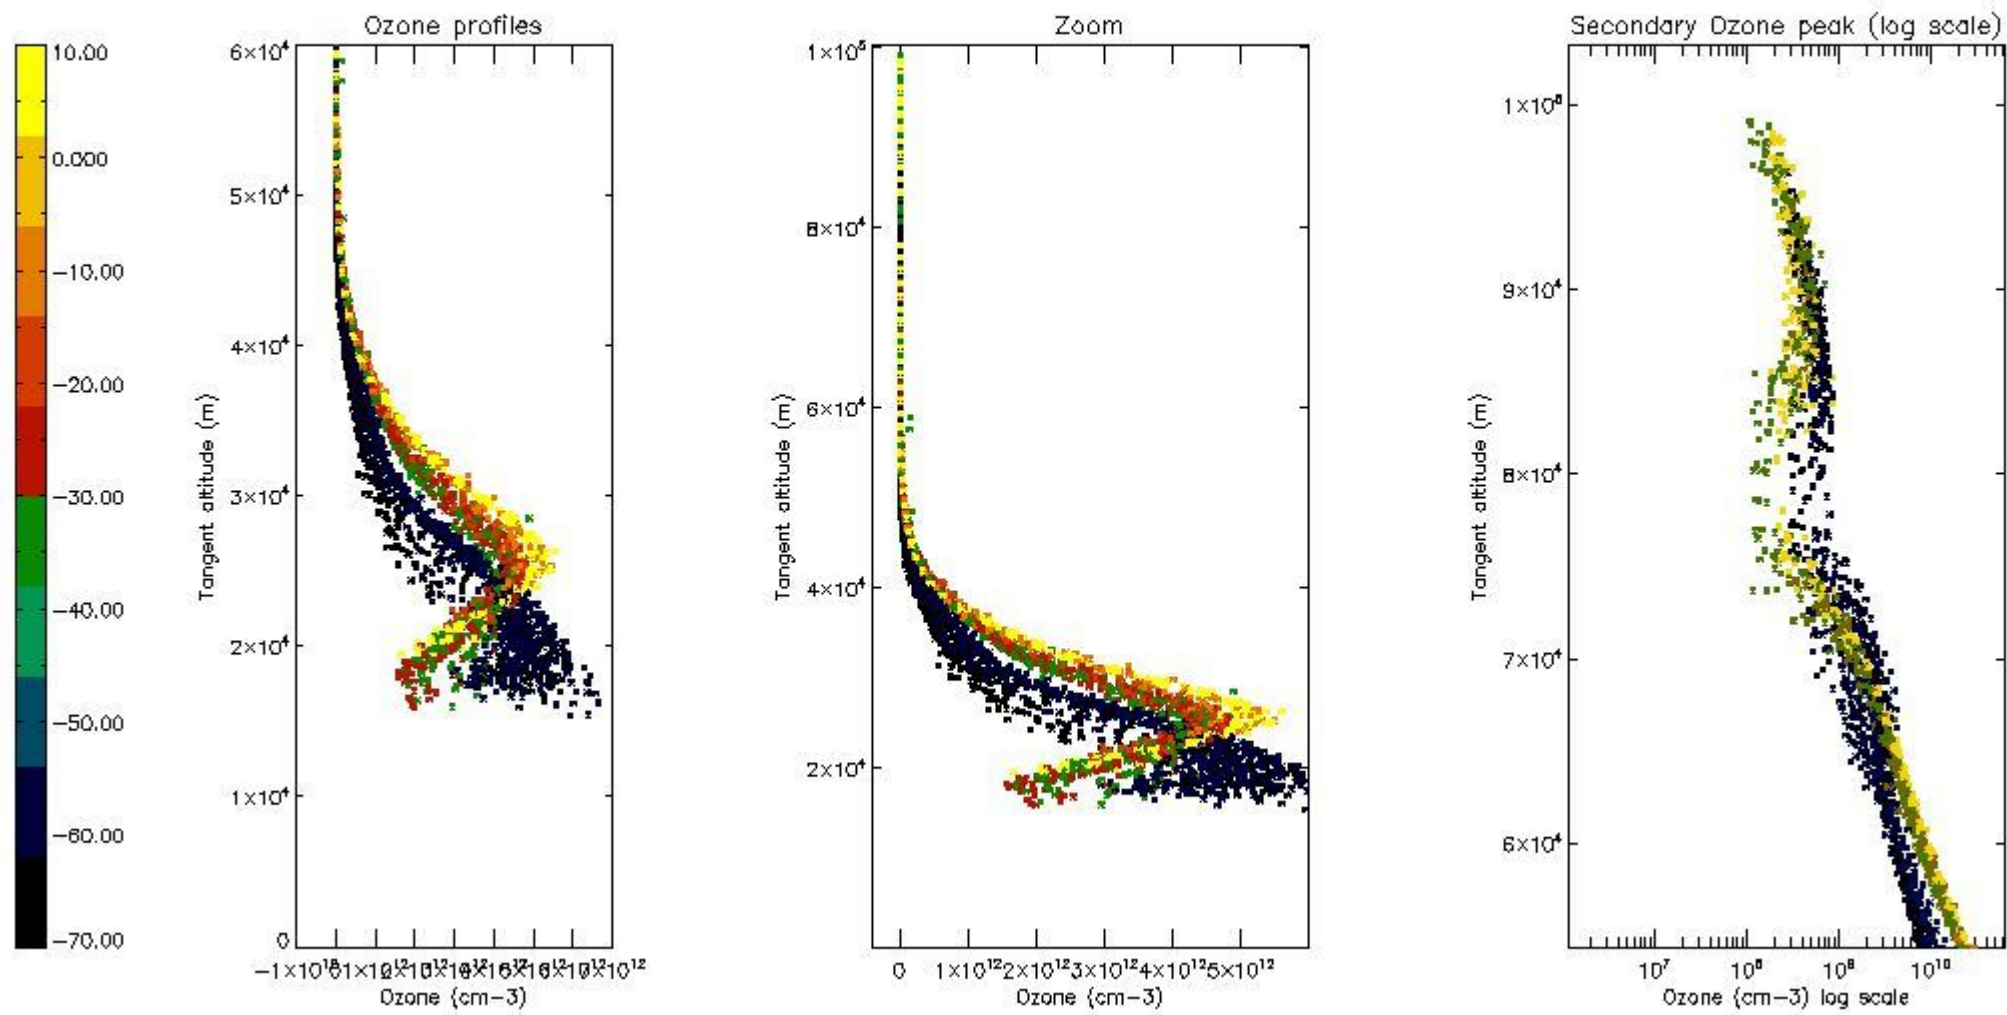 Ozone profiles
Zoom
Secondary Ozone peak (log scale)
10.00
0.000
-10.00
-20.00
-30.00
-40.00
-50.00
-60.00
-70.00
6×10⁴
5×10⁴
4×10⁴
3×10⁴
2×10⁴
1×10⁴
0
Tangent altitude (m)
Ozone (cm-3)
1×10⁵
8×10⁴
6×10⁴
4×10⁴
2×10⁴
Tangent altitude (m)
0 1×10¹² 2×10¹² 3×10¹² 4×10¹² 5×10¹²
Ozone (cm-3)
9×10⁴
8×10⁴
7×10⁴
6×10⁴
Tangent altitude (m)
10⁷ 10⁸ 10⁹ 10¹⁰
Ozone (cm-3) log scale